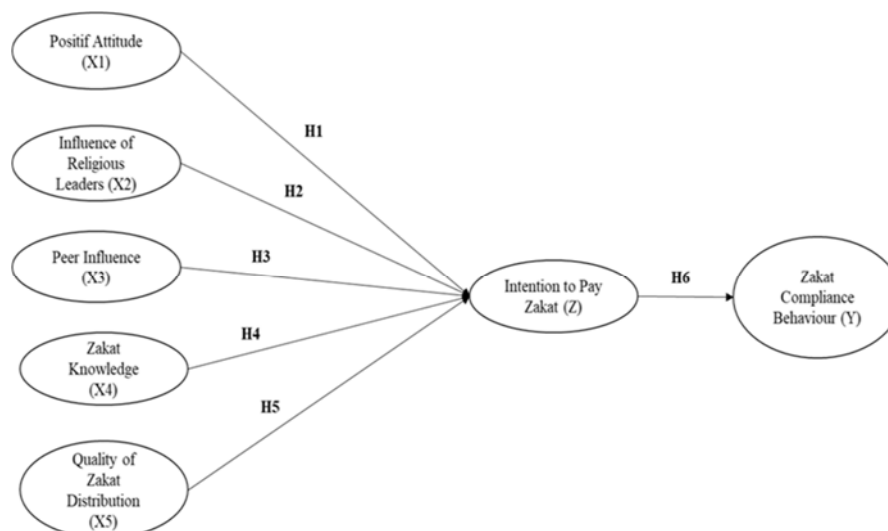 Positif Attitude
(X1)
H1
Influence of
Religious
Leaders (X2)
H2
Peer Influence
(X3)
H3
Intention to Pay
Zakat (Z)
H6
Zakat
Compliance
Behaviour (Y)
Zakat
Knowledge
(X4)
H4
H5
Quality of
Zakat
Distribution
(X5)